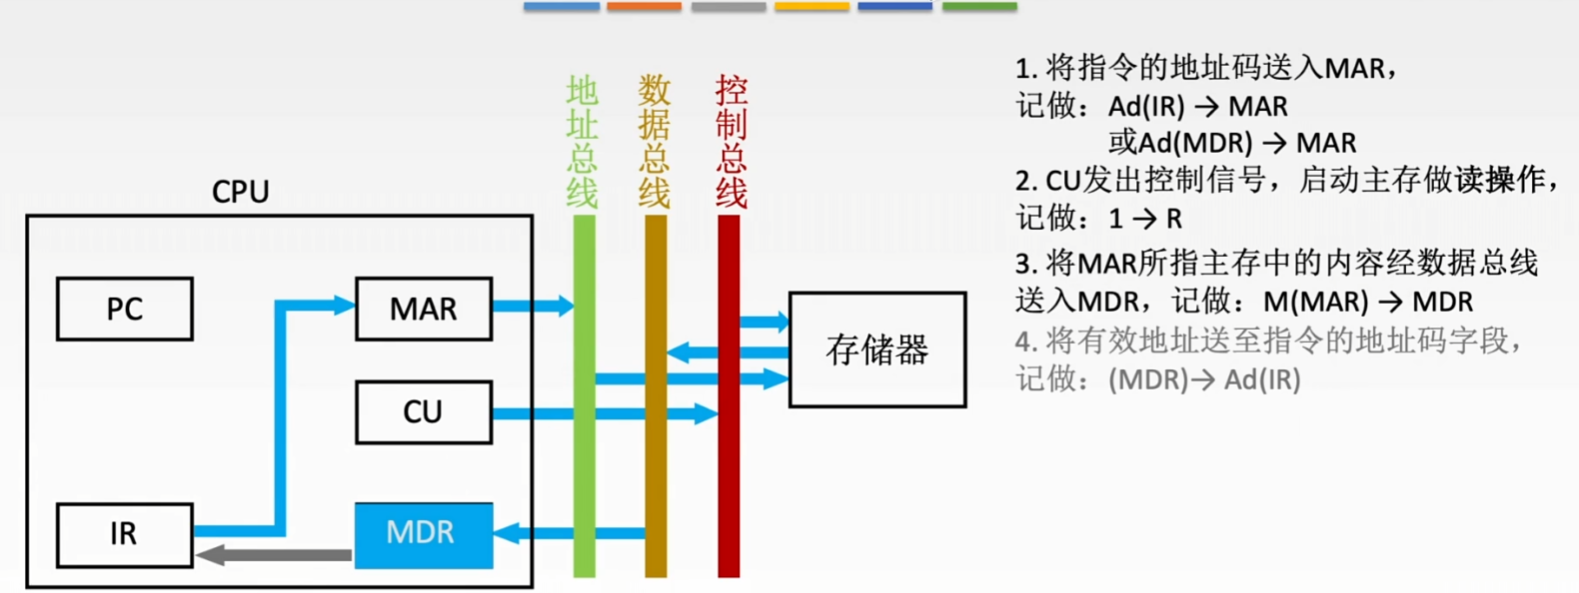 地址总线
数据总线
控制总线
CPU
PC
MAR
CU
IR
MDR
存储器
1. 将指令的地址码送入MAR，
记做：Ad(IR) → MAR
或Ad(MDR) → MAR
2. CU发出控制信号，启动主存做读操作，
记做：1 → R
3. 将MAR所指主存中的内容经数据总线
送入MDR，记做：M(MAR) → MDR
4. 将有效地址送至指令的地址码字段，
记做：(MDR)→ Ad(IR)